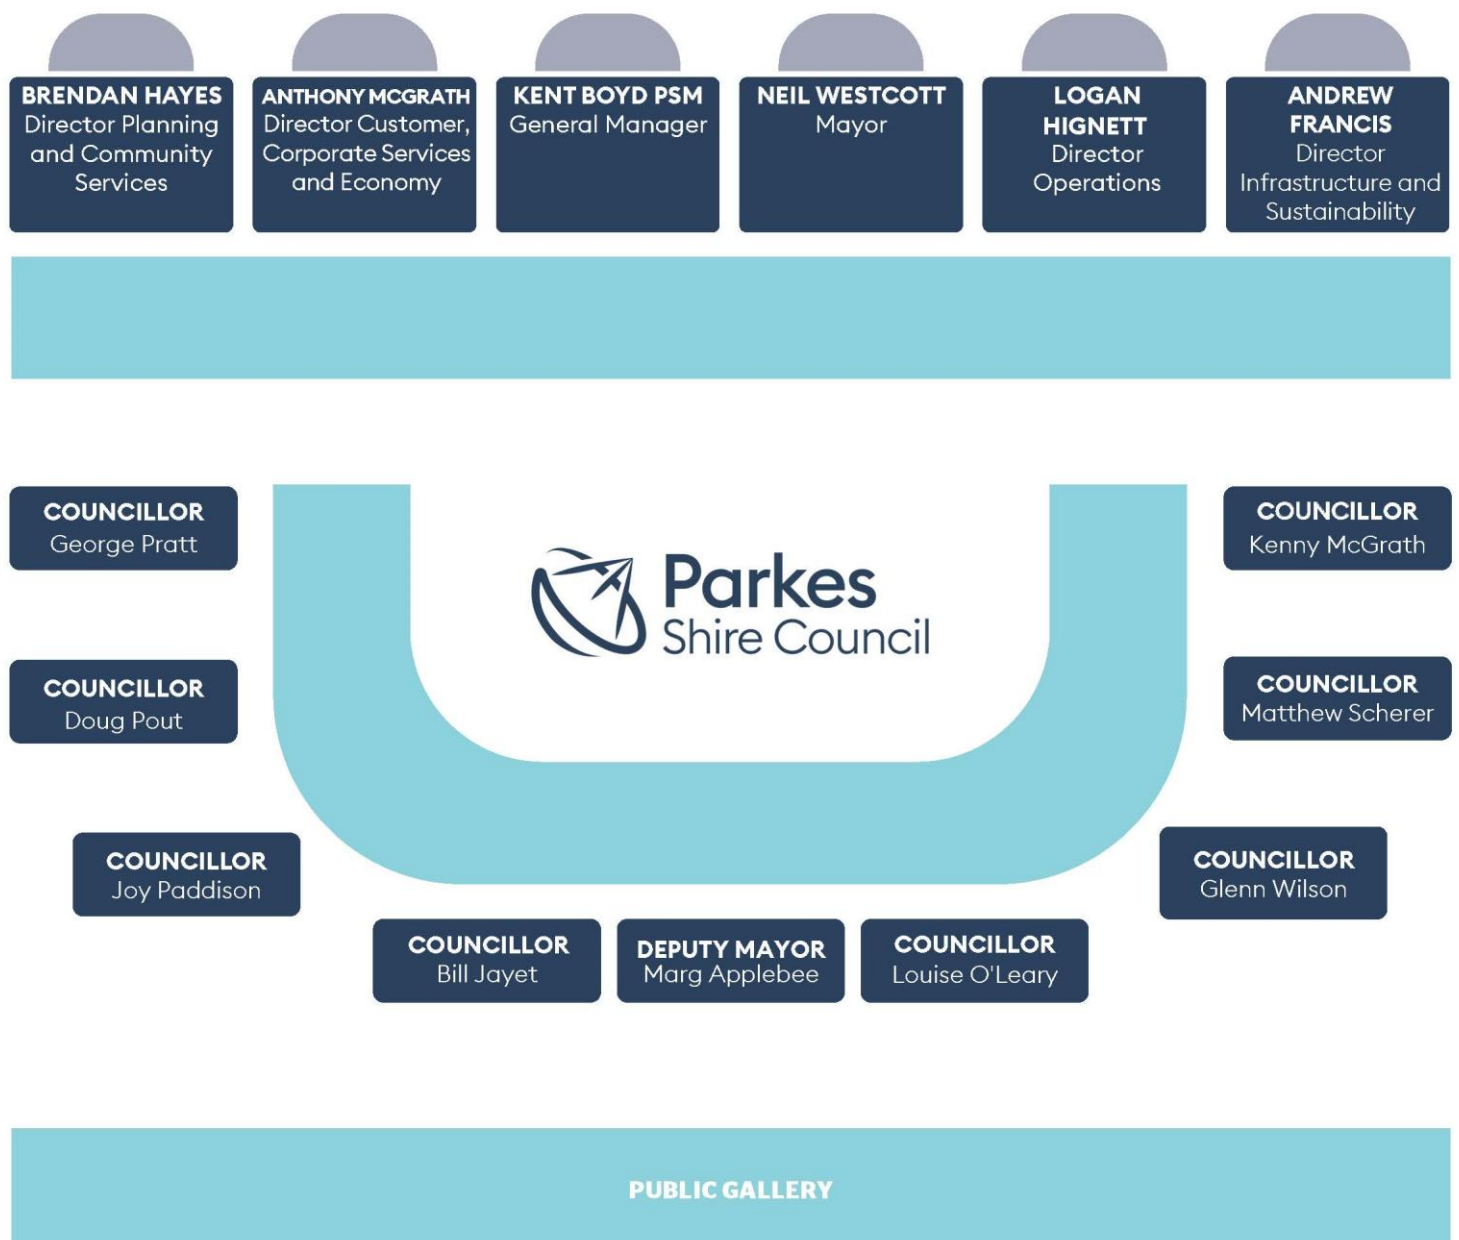 BRENDAN HAYES
Director Planning
and Community
Services
ANTHONY MCGRATH
Director Customer,
Corporate Services
and Economy
KENT BOYD PSM
General Manager
NEIL WESTCOTT
Mayor
LOGAN
HIGNETT
Director
Operations
ANDREW
FRANCIS
Director
Infrastructure and
Sustainability
COUNCILLOR
George Pratt
COUNCILLOR
Doug Pout
COUNCILLOR
Joy Paddison
COUNCILLOR
Bill Jayet
DEPUTY MAYOR
Marg Applebee
COUNCILLOR
Louise O'Leary
COUNCILLOR
Glenn Wilson
COUNCILLOR
Matthew Scherer
COUNCILLOR
Kenny McGrath
Parkes
Shire Council
PUBLIC GALLERY